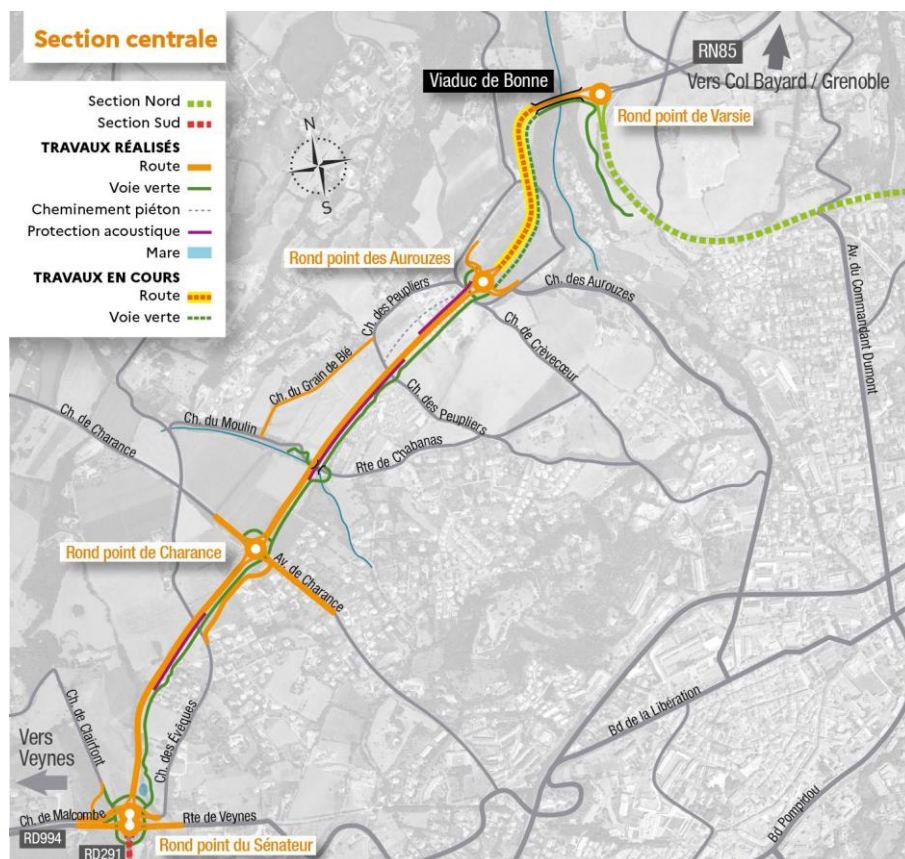 Section centrale
Section Nord
Section Sud
TRAVAUX RÉALISÉS
Route
Voie verte
Cheminement piéton
Protection acoustique
Mare
TRAVAUX EN COURS
Route
Voie verte
N
S
RN85
Vers Col Bayard / Grenoble
Viaduc de Bonne
Rond point de Varsie
Rond point des Aurouzes
Ch. des Aurouzes
Av. du Commandant Dumont
Ch. des Peupliers
Ch. de Crèvecœur
Ch. du Grain de Blé
Ch. des Peupliers
Ch. de Charance
Ch. du Moulin
Rte de Chabanas
Rond point de Charance
Av. de Charance
Bd de la Libération
Ch. de Clairfont
Ch. des Évêques
Vers
Veynes
Bd Pompidou
Ch. de Malcombe
Rte de Veynes
RD994
RD291
Rond point du Sénateur